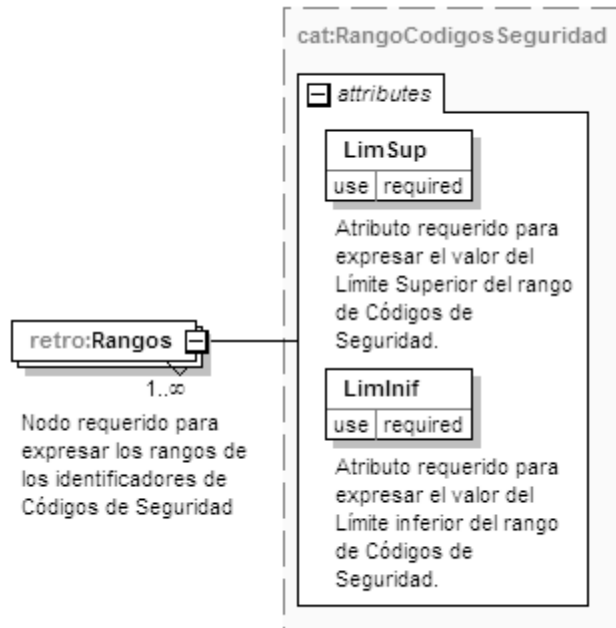 cat:RangoCodigosSeguridad
attributes
LimSup
use required
Atributo requerido para
expresar el valor del
Límite Superior del rango
de Códigos de
Seguridad.
retro:Rangos
1..∞
Nodo requerido para
expresar los rangos de
los identificadores de
Códigos de Seguridad
LimInif
use required
Atributo requerido para
expresar el valor del
Límite inferior del rango
de Códigos de
Seguridad.